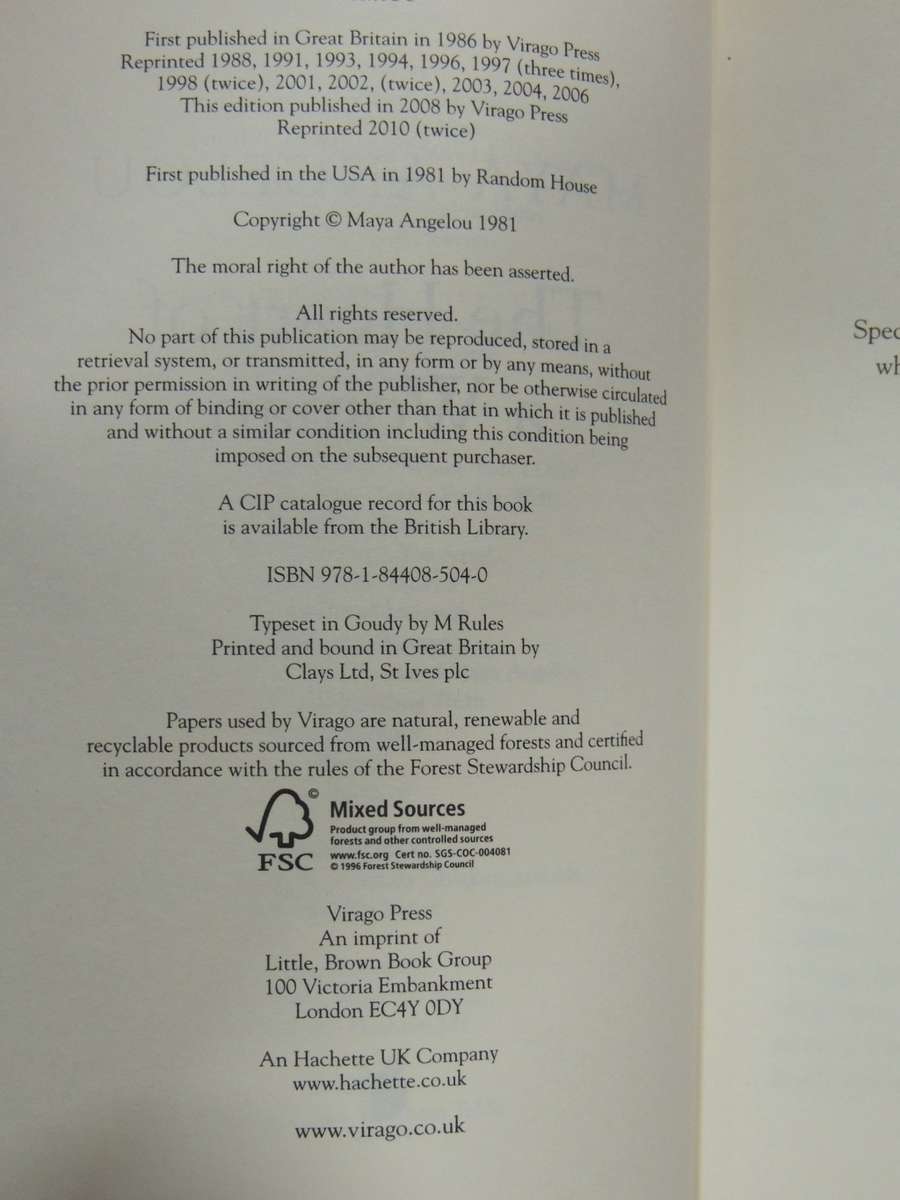 First published in Great Britain in 1986 by Virago Press
Reprinted 1988, 1991, 1993, 1994, 1996, 1997 (three times),
1998 (twice), 2001, 2002, (twice), 2003, 2004, 2006
This edition published in 2008 by Virago Press
Reprinted 2010 (twice)
First published in the USA in 1981 by Random House
Copyright © Maya Angelou 1981
The moral right of the author has been asserted.
All rights reserved.
No part of this publication may be reproduced, stored in a
retrieval system, or transmitted, in any form or by any means, without
the prior permission in writing of the publisher, nor be otherwise circulated
in any form of binding or cover other than that in which it is published
and without a similar condition including this condition being
imposed on the subsequent purchaser.
A CIP catalogue record for this book
is available from the British Library.
ISBN 978-1-84408-504-0
Typeset in Goudy by M Rules
Printed and bound in Great Britain by
Clays Ltd, St Ives plc
Papers used by Virago are natural, renewable and
recyclable products sourced from well-managed forests and certified
in accordance with the rules of the Forest Stewardship Council.
©
FSC
Mixed Sources
Product group from well-managed
forests and other controlled sources
www.fsc.org Cert no. SGS-COC-004081
© 1996 Forest Stewardship Council
Virago Press
An imprint of
Little, Brown Book Group
100 Victoria Embankment
London EC4Y 0DY
An Hachette UK Company
www.hachette.co.uk
www.virago.co.uk
Spec
wh